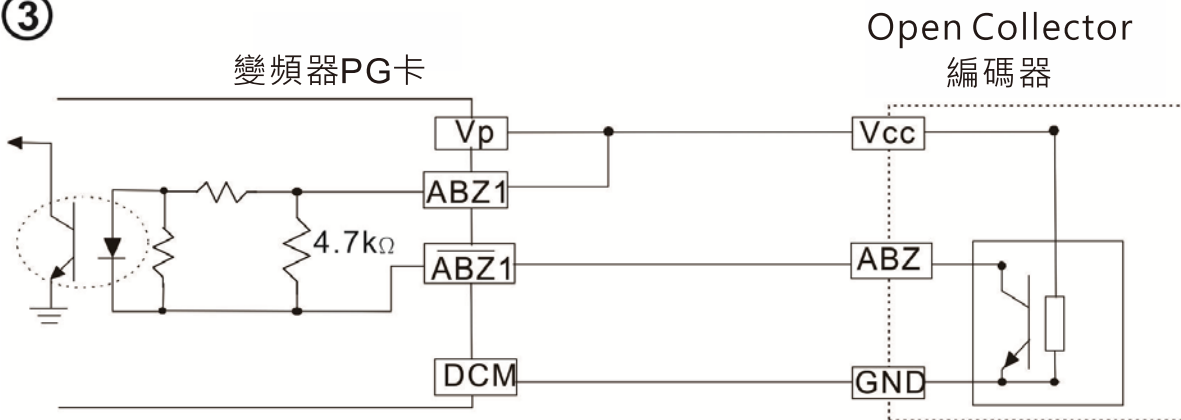 ③
Open Collector
編碼器
變頻器PG卡
Vp
Vcc
ABZ1
4.7kΩ
A̅B̅Z̅1
ABZ
DCM
GND